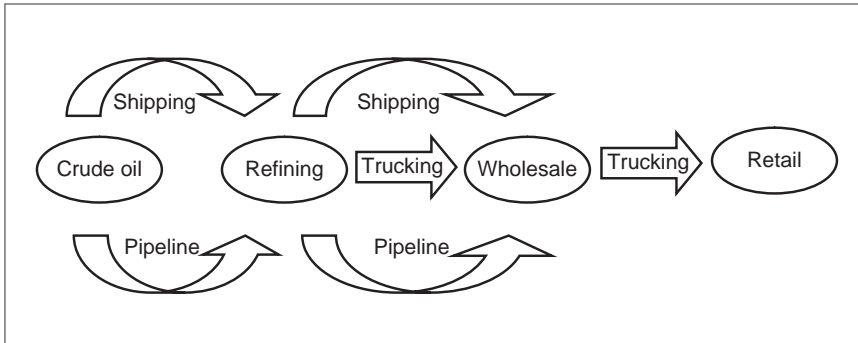 Shipping
Shipping
Crude oil
Refining
Trucking
Wholesale
Trucking
Retail
Pipeline
Pipeline